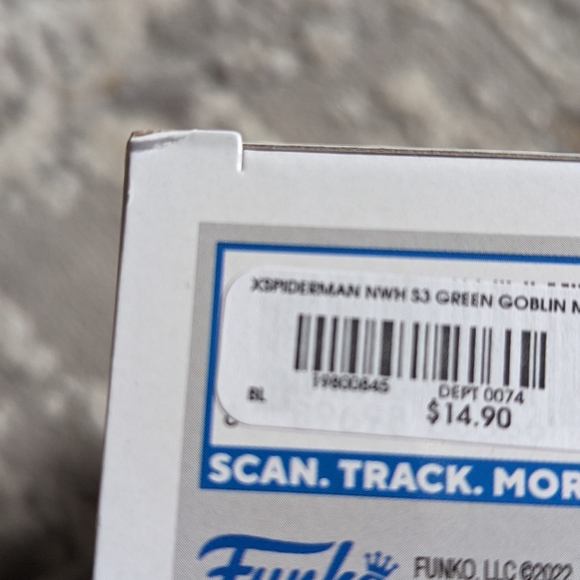 XSPIDERMAN NWH S3 GREEN GOBLIN M
19800845
BL
DEPT 0074
$14.90
SCAN. TRACK. MOR
Funko
FUNKO, LLC ©2022